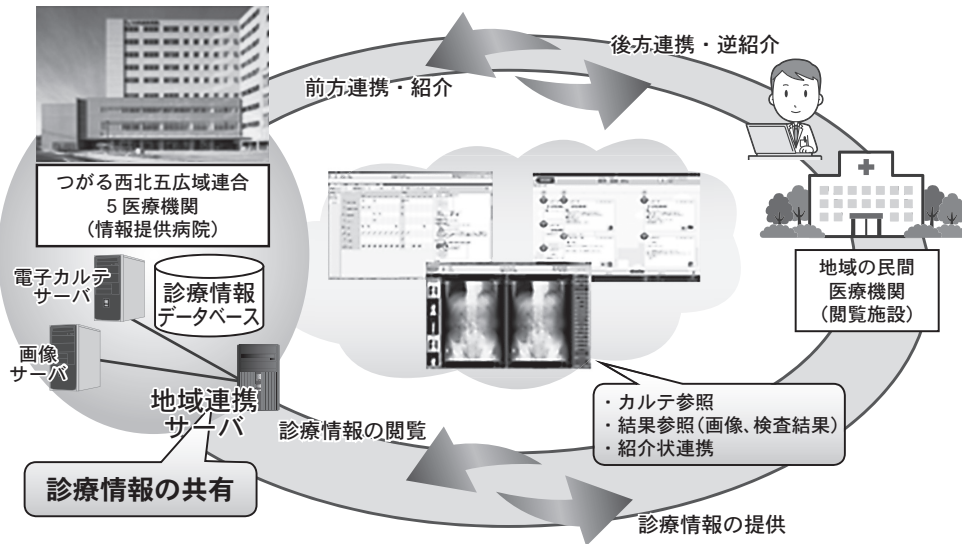 後方連携・逆紹介
前方連携・紹介
つがる西北五広域連合
5医療機関
(情報提供病院)
電子カルテ
サーバ
診療情報
データベース
画像
サーバ
地域連携
サーバ
診療情報の共有
地域の民間
医療機関
(閲覧施設)
・カルテ参照
・結果参照(画像、検査結果)
・紹介状連携
診療情報の閲覧
診療情報の提供